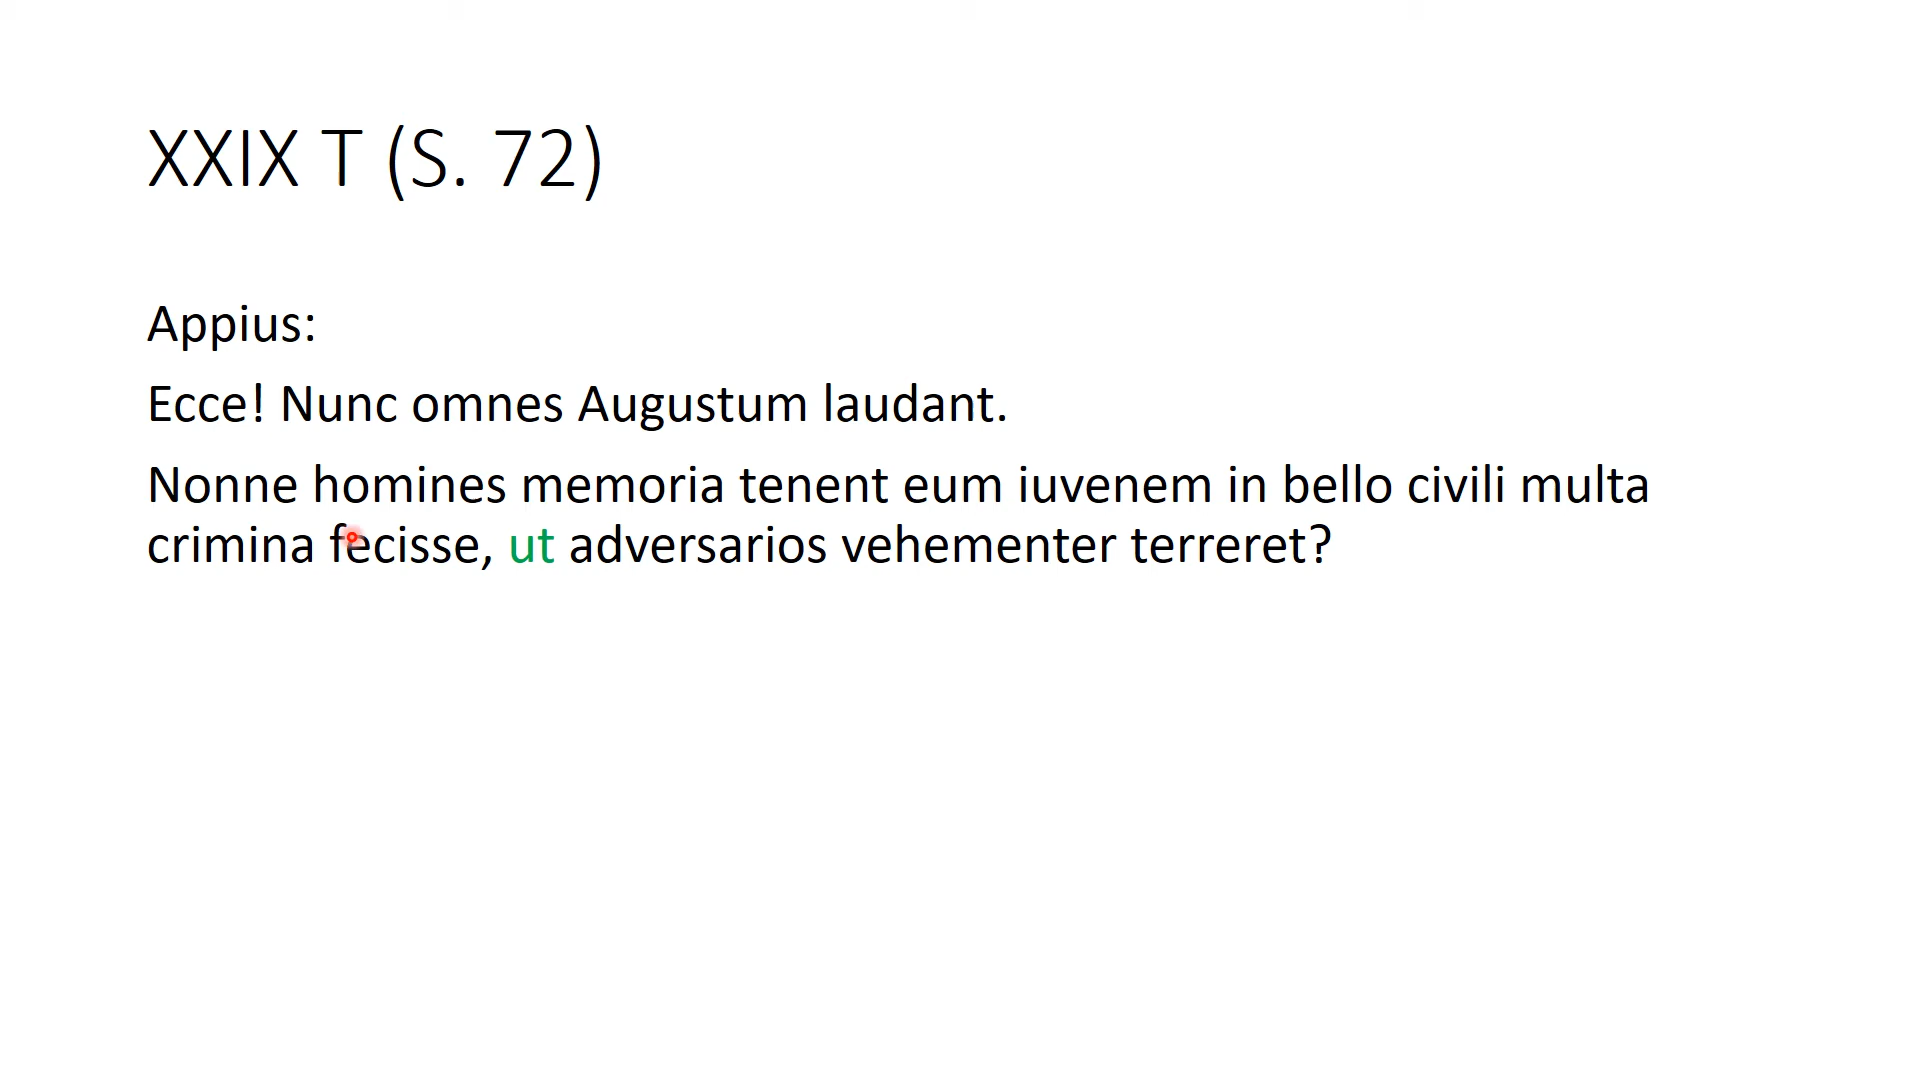 XXIX T (S. 72)
Appius:
Ecce! Nunc omnes Augustum laudant.
Nonne homines memoria tenent eum iuvenem in bello civili multa
crimina fecisse, ut adversarios vehementer terreret?